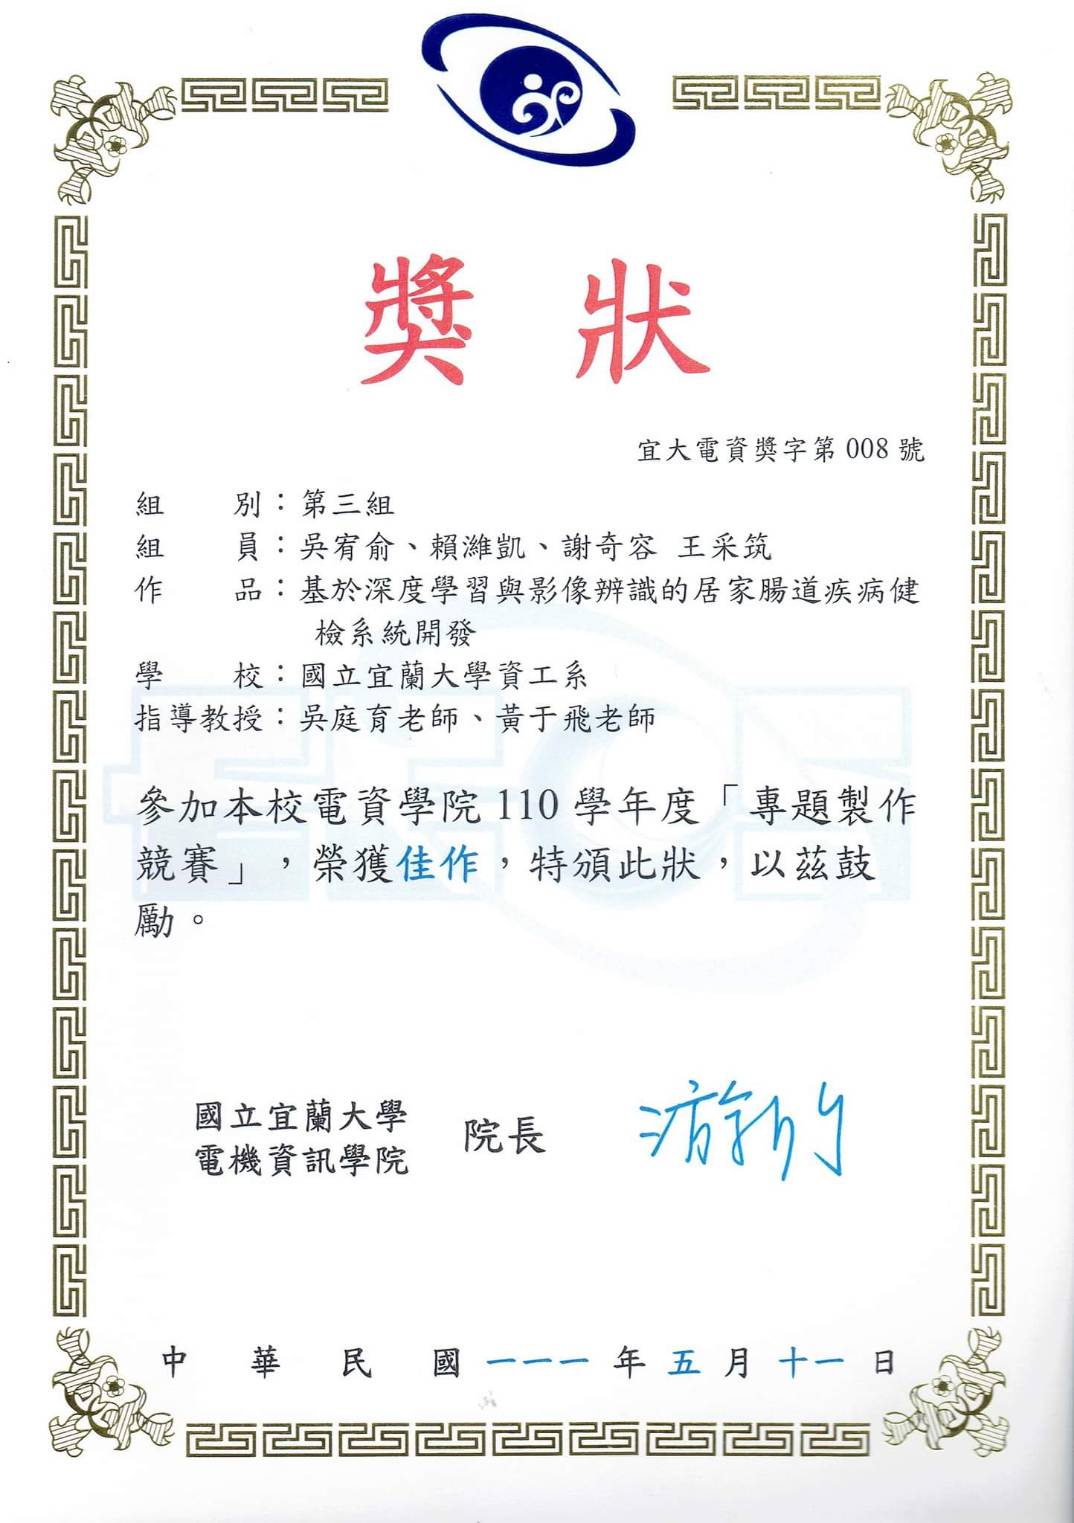 獎狀
宜大電資獎字第 008 號
組別：第三組
組員：吳宥俞、賴濰凱、謝奇容 王采筑
作品：基於深度學習與影像辨識的居家腸道疾病健
檢系統開發
學校：國立宜蘭大學資工系
指導教授：吳庭育老師、黃于飛老師
參加本校電資學院 110 學年度「專題製作
競賽」，榮獲佳作，特頒此狀，以茲鼓
勵。
國立宜蘭大學
電機資訊學院
院長
中華民國一一一年五月十一日